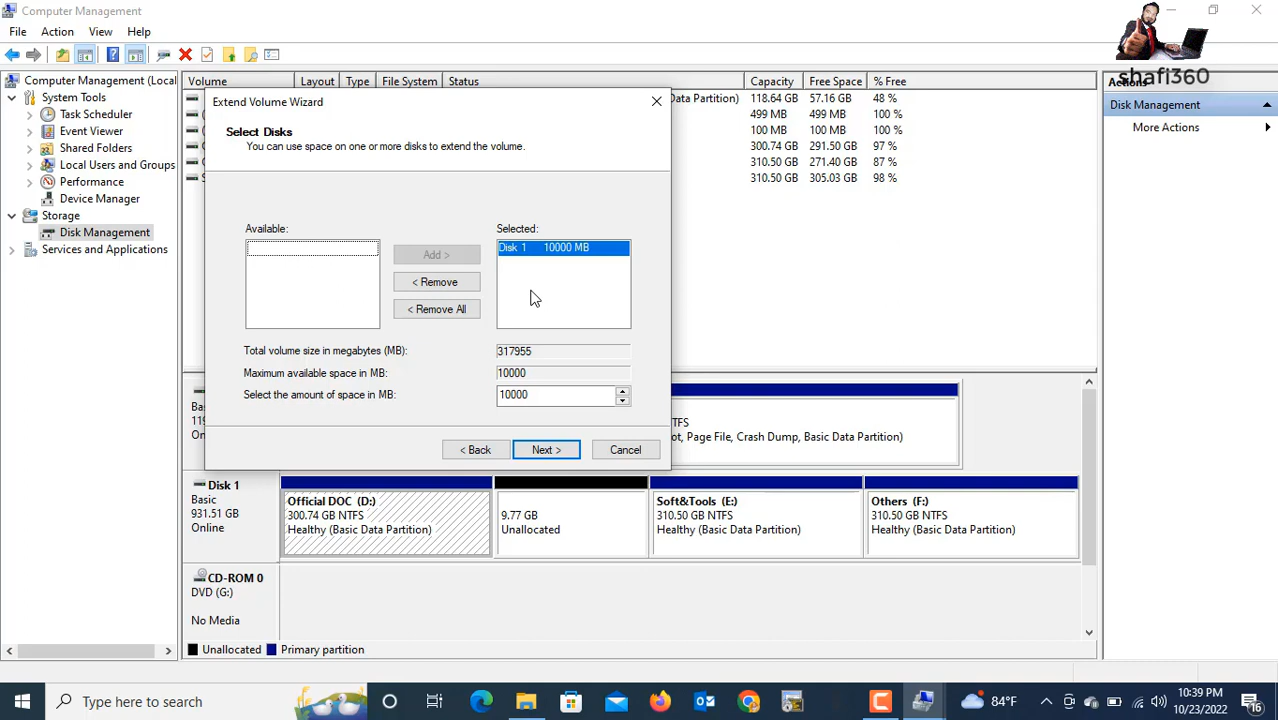 Computer Management
File Action View Help
shafi360
Computer Management (Local
System Tools
Task Scheduler
Event Viewer
Shared Folders
Local Users and Groups
Performance
Device Manager
Storage
Disk Management
Services and Applications
Volume Layout Type File System Status Capacity Free Space % Free
Data Partition) 118.64 GB 57.16 GB 48 %
499 MB 499 MB 100 %
100 MB 100 MB 100 %
300.74 GB 291.50 GB 97 %
310.50 GB 271.40 GB 87 %
310.50 GB 305.03 GB 98 %
Disk Management
More Actions
Extend Volume Wizard
Select Disks
You can use space on one or more disks to extend the volume.
Available:
Selected:
Add >
< Remove
< Remove All
Disk 1 10000 MB
Total volume size in megabytes (MB): 317955
Maximum available space in MB: 10000
Select the amount of space in MB: 10000
< Back Next > Cancel
TFS
ot, Page File, Crash Dump, Basic Data Partition)
Disk 1
Basic
931.51 GB
Online
Official DOC (D:)
300.74 GB NTFS
Healthy (Basic Data Partition)
9.77 GB
Unallocated
Soft&Tools (E:)
310.50 GB NTFS
Healthy (Basic Data Partition)
Others (F:)
310.50 GB NTFS
Healthy (Basic Data Partition)
CD-ROM 0
DVD (G:)
No Media
Unallocated Primary partition
Type here to search
84°F
10:39 PM
10/23/2022
16